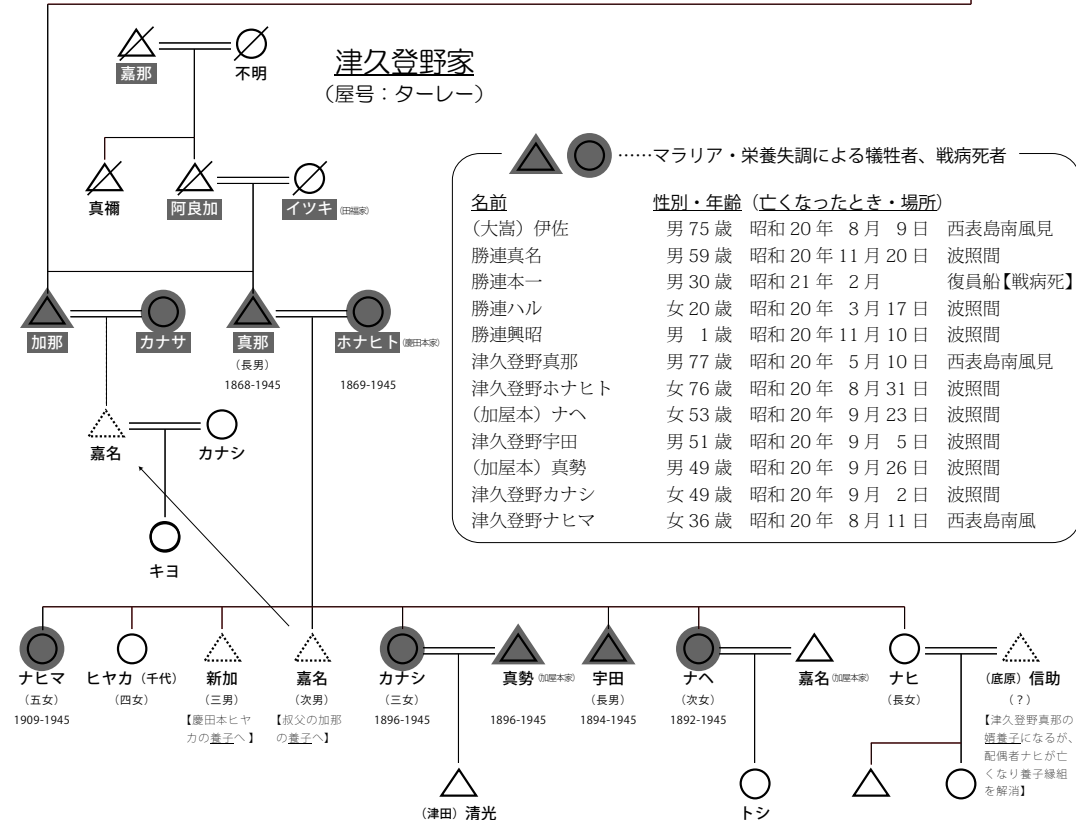 津久登野家
（屋号：ターレー）
嘉那
不明
真禰
阿良加
イツキ（田福家）
加那
カナサ
真那
（長男）
1868-1945
ホナヒト（慶田本家）
1869-1945
嘉名
カナシ
キヨ
……マラリア・栄養失調による犠牲者、戦病死者
名前 性別・年齢（亡くなったとき・場所）
（大嵩）伊佐 男 75 歳 昭和 20 年 8 月 9 日 西表島南風見
勝連真名 男 59 歳 昭和 20 年 11 月 20 日 波照間
勝連本一 男 30 歳 昭和 21 年 2 月 復員船【戦病死】
勝連ハル 女 20 歳 昭和 20 年 3 月 17 日 波照間
勝連興昭 男 1 歳 昭和 20 年 11 月 10 日 波照間
津久登野真那 男 77 歳 昭和 20 年 5 月 10 日 西表島南風見
津久登野ホナヒト 女 76 歳 昭和 20 年 8 月 31 日 波照間
（加屋本）ナヘ 女 53 歳 昭和 20 年 9 月 23 日 波照間
津久登野宇田 男 51 歳 昭和 20 年 9 月 5 日 波照間
（加屋本）真勢 男 49 歳 昭和 20 年 9 月 26 日 波照間
津久登野カナシ 女 49 歳 昭和 20 年 9 月 2 日 波照間
津久登野ナヒマ 女 36 歳 昭和 20 年 8 月 11 日 西表島南風
ナヒマ
（五女）
1909-1945
ヒヤカ（千代）
（四女）
新加
（三男）
【慶田本ヒヤ
カの養子へ】
嘉名
（次男）
【叔父の加那
の養子へ】
カナシ
（三女）
1896-1945
真勢（加屋本家）
1896-1945
宇田
（長男）
1894-1945
ナヘ
（次女）
1892-1945
嘉名（加屋本家）
ナヒ
（長女）
（底原）信助
（？）
【津久登野真那の
婿養子になるが、
配偶者ナヒが亡
くなり養子縁組
を解消】
（津田）清光
トシ